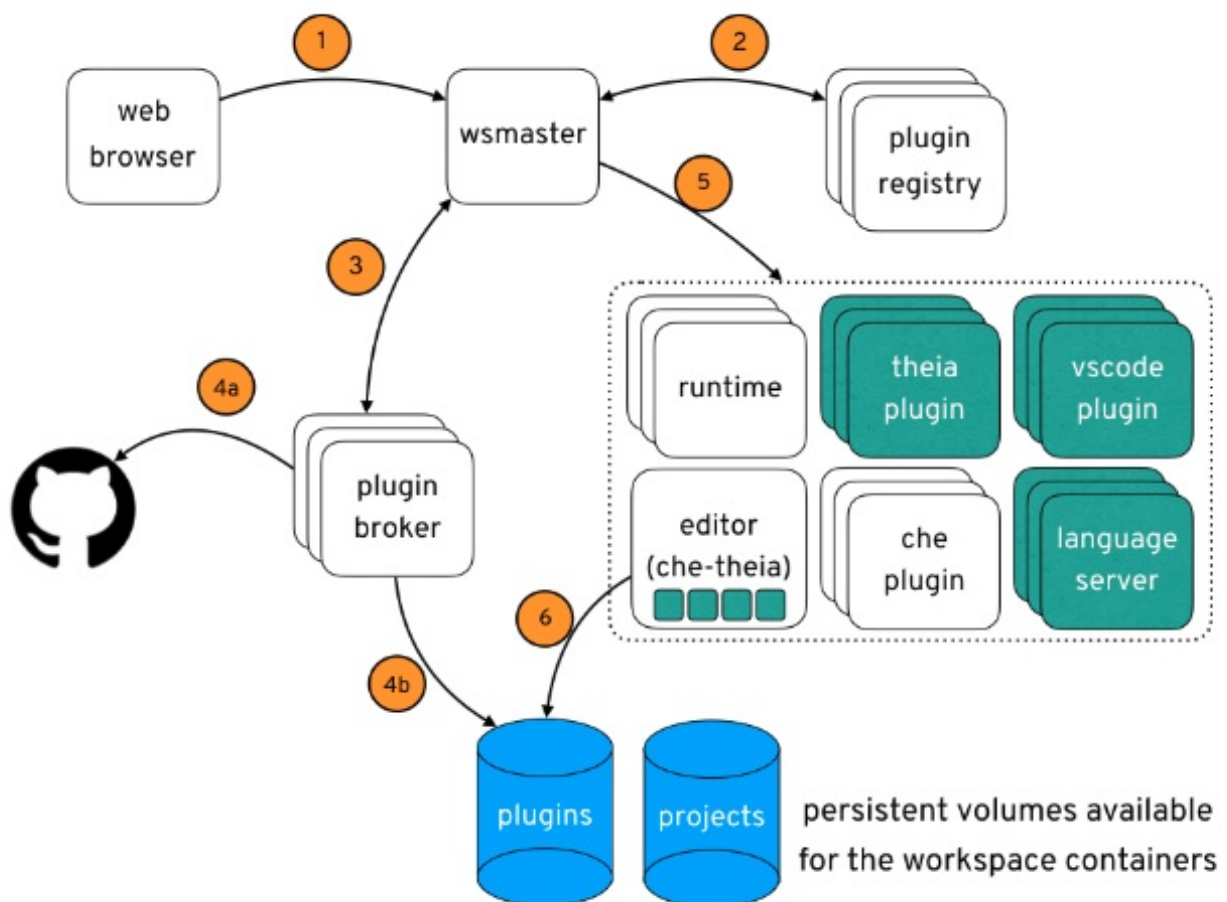 1
2
web
browser
wsmaster
plugin
registry
5
3
4a
runtime
theia
plugin
vscode
plugin
plugin
broker
editor
(che-theia)
che
plugin
language
server
6
4b
plugins
projects
persistent volumes available
for the workspace containers